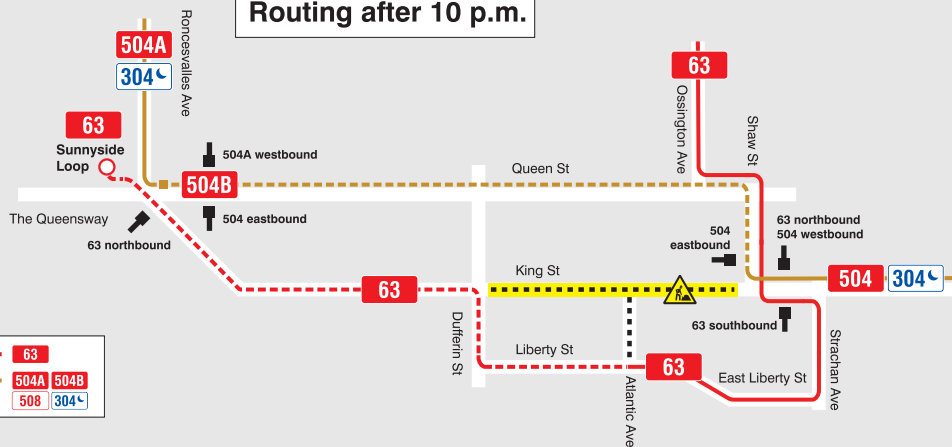 Routing after 10 p.m.
504A
304
Roncesvalles Ave
63
Sunnyside
Loop
504A westbound
504B
Queen St
63
Ossington Ave
Shaw St
The Queensway
63 northbound
504 eastbound
504
eastbound
63 northbound
504 westbound
63
King St
504
304
Dufferin St
Liberty St
63
East Liberty St
63 southbound
Strachan Ave
Atlantic Ave
63
504A
504B
508
304